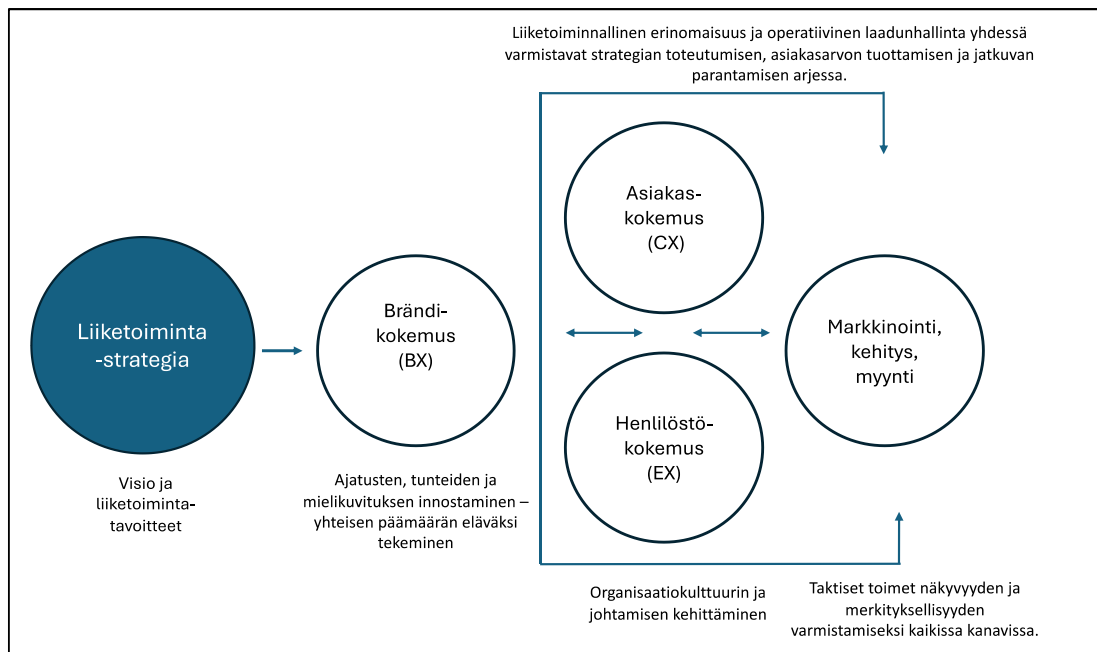 Liiketoiminnallinen erinomaisuus ja operatiivinen laadunhallinta yhdessä
varmistavat strategian toteutumisen, asiakasarvon tuottamisen ja jatkuvan
parantamisen arjessa.
Liiketoiminta
-strategia
Visio ja
liiketoiminta-
tavoitteet
Brändi-
kokemus
(BX)
Ajatusten, tunteiden ja
mielikuvituksen innostaminen –
yhteisen päämäärän eläväksi
tekeminen
Asiakas-
kokemus
(CX)
Henlilöstö-
kokemus
(EX)
Organisaatiokulttuurin ja
johtamisen kehittäminen
Markkinointi,
kehitys,
myynti
Taktiset toimet näkyvyyden ja
merkityksellisyyden
varmistamiseksi kaikissa kanavissa.